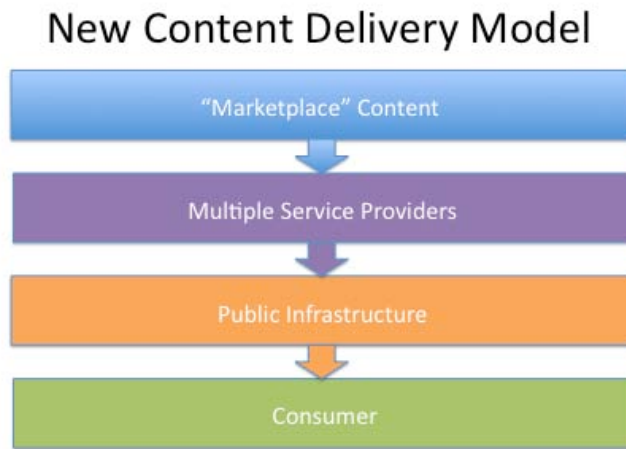 New Content Delivery Model
“Marketplace” Content
Multiple Service Providers
Public Infrastructure
Consumer